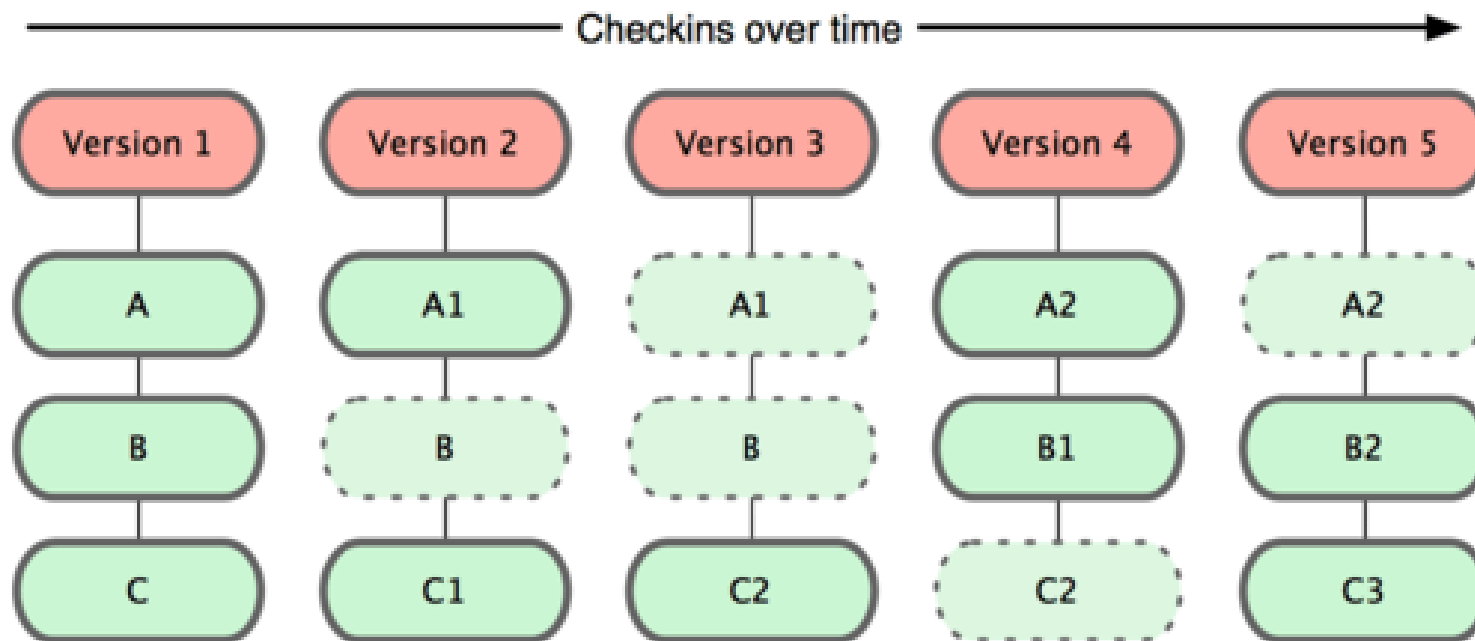 Checkins over time
Version 1 Version 2 Version 3 Version 4 Version 5
A A1 A1 A2 A2
B B B B1 B2
C C1 C2 C2 C3